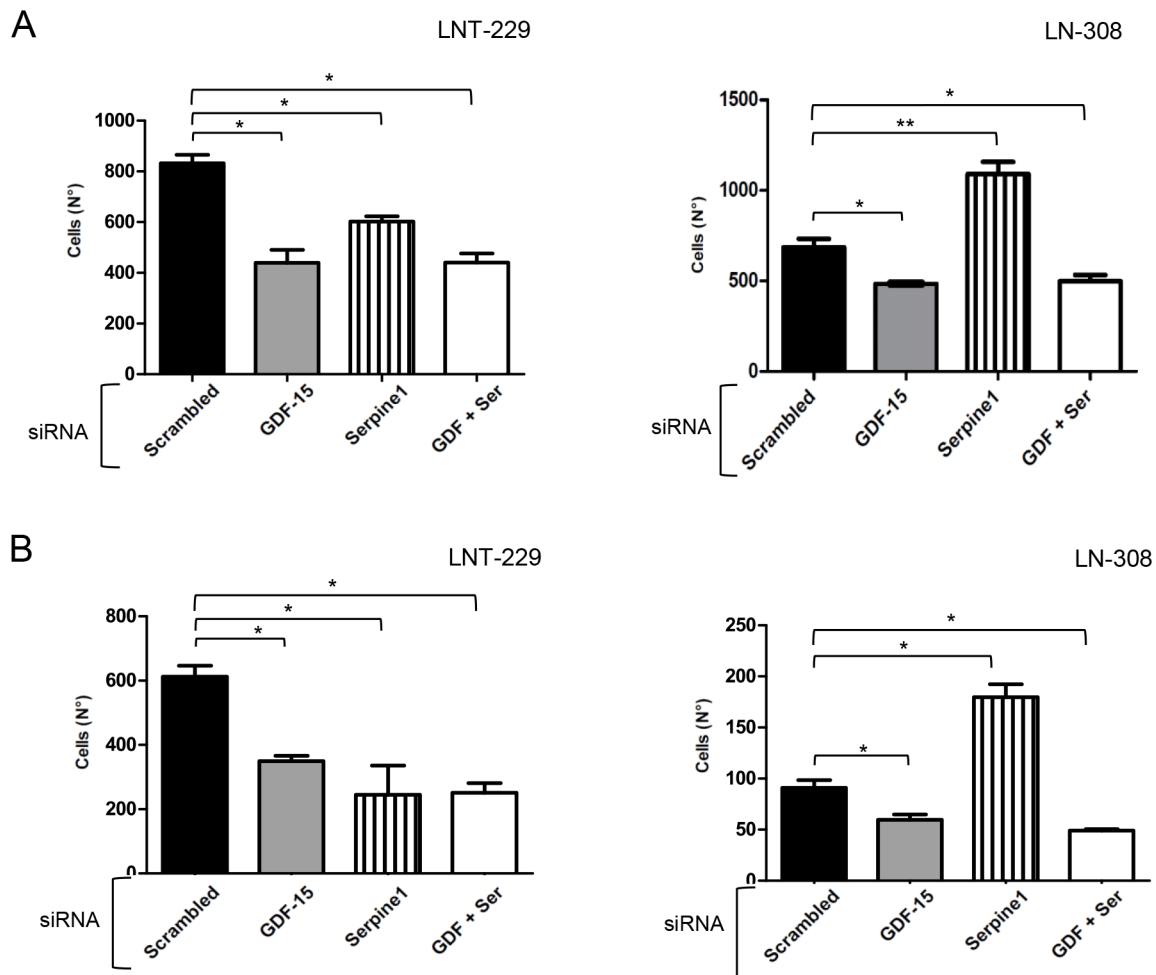 A
LNT-229
*
*
*
1000
800
600
400
200
0
Cells (N°)
siRNA
Scrambled
GDF-15
Serpine1
GDF + Ser
LN-308
*
**
*
1500
1000
500
0
Cells (N°)
siRNA
Scrambled
GDF-15
Serpine1
GDF + Ser
B
LNT-229
*
*
*
800
600
400
200
0
Cells (N°)
siRNA
Scrambled
GDF-15
Serpine1
GDF + Ser
LN-308
*
*
*
250
200
150
100
50
0
Cells (N°)
siRNA
Scrambled
GDF-15
Serpine1
GDF + Ser